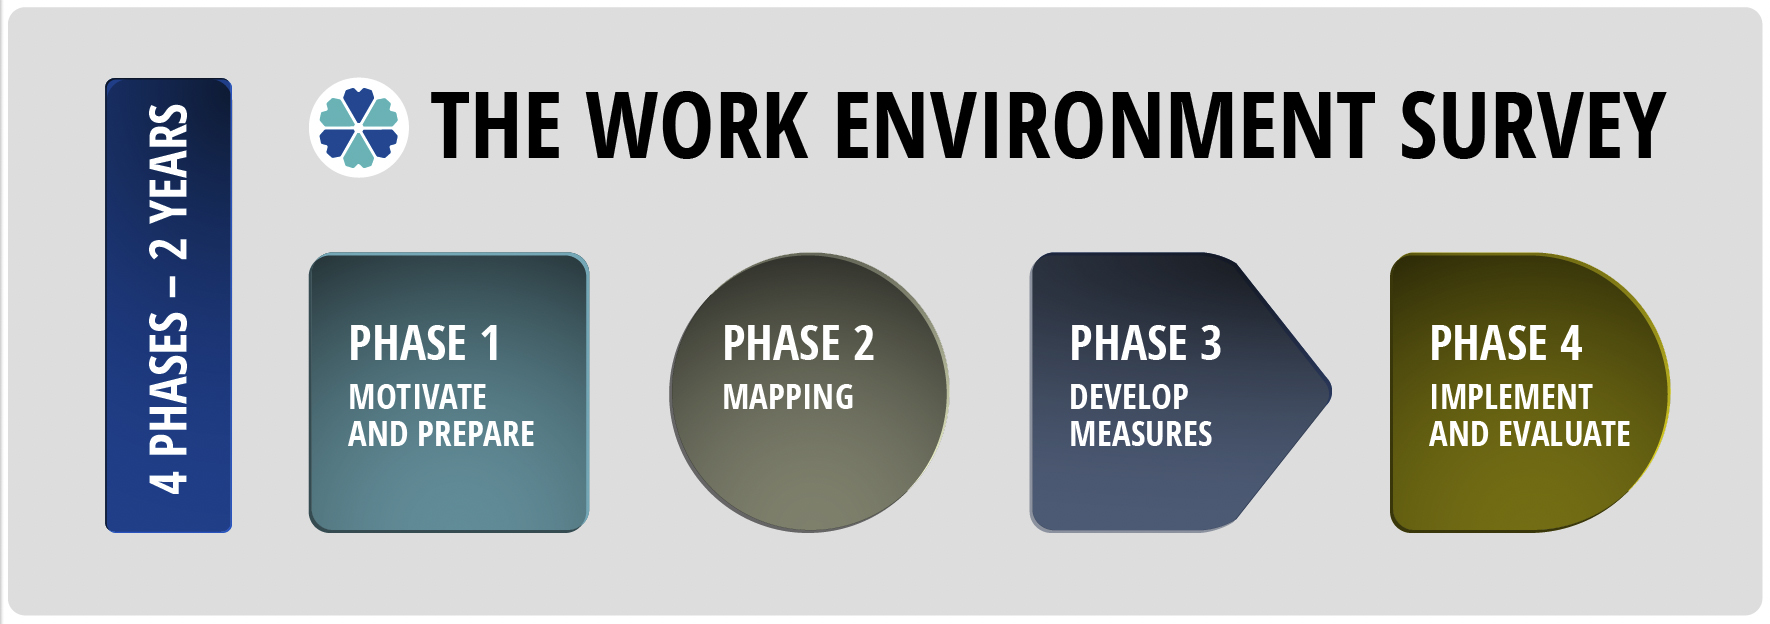 4 PHASES – 2 YEARS
THE WORK ENVIRONMENT SURVEY
PHASE 1
MOTIVATE
AND PREPARE
PHASE 2
MAPPING
PHASE 3
DEVELOP
MEASURES
PHASE 4
IMPLEMENT
AND EVALUATE